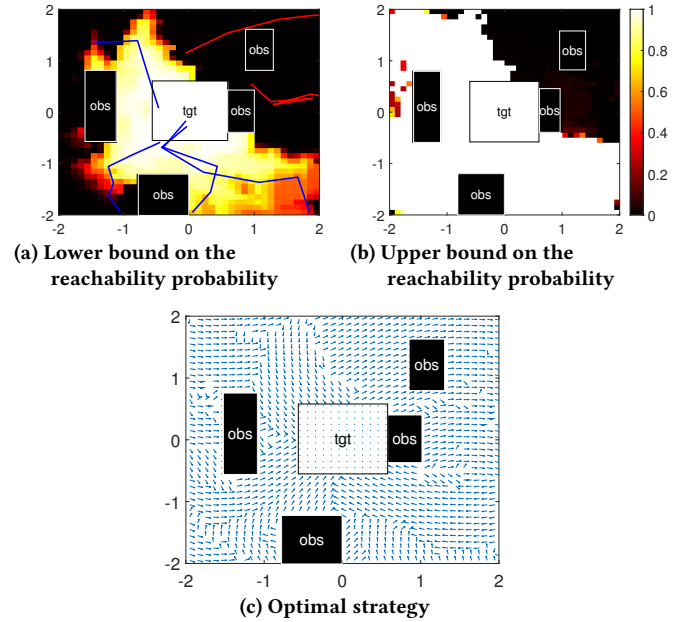 2
1
0
-1
-2
-2 -1 0 1 2
obs
obs
tgt
obs
obs
2
1
0
-1
-2
-2 -1 0 1 2
obs
obs
tgt
obs
obs
1
0.8
0.6
0.4
0.2
0
(a) Lower bound on the
reachability probability
(b) Upper bound on the
reachability probability
2
1
0
-1
-2
-2 -1 0 1 2
obs
obs
tgt
obs
obs
(c) Optimal strategy